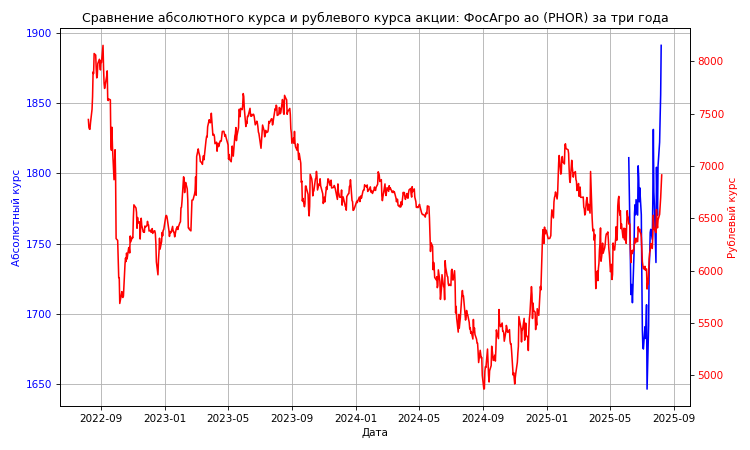 Сравнение абсолютного курса и рублевого курса акции: ФосАгро ао (PHOR) за три года
Абсолютный курс
1900
1850
1800
1750
1700
1650
8000
7500
7000
6500
6000
5500
5000
Рублевый курс
2022-09 2023-01 2023-05 2023-09 2024-01 2024-05 2024-09 2025-01 2025-05 2025-09
Дата